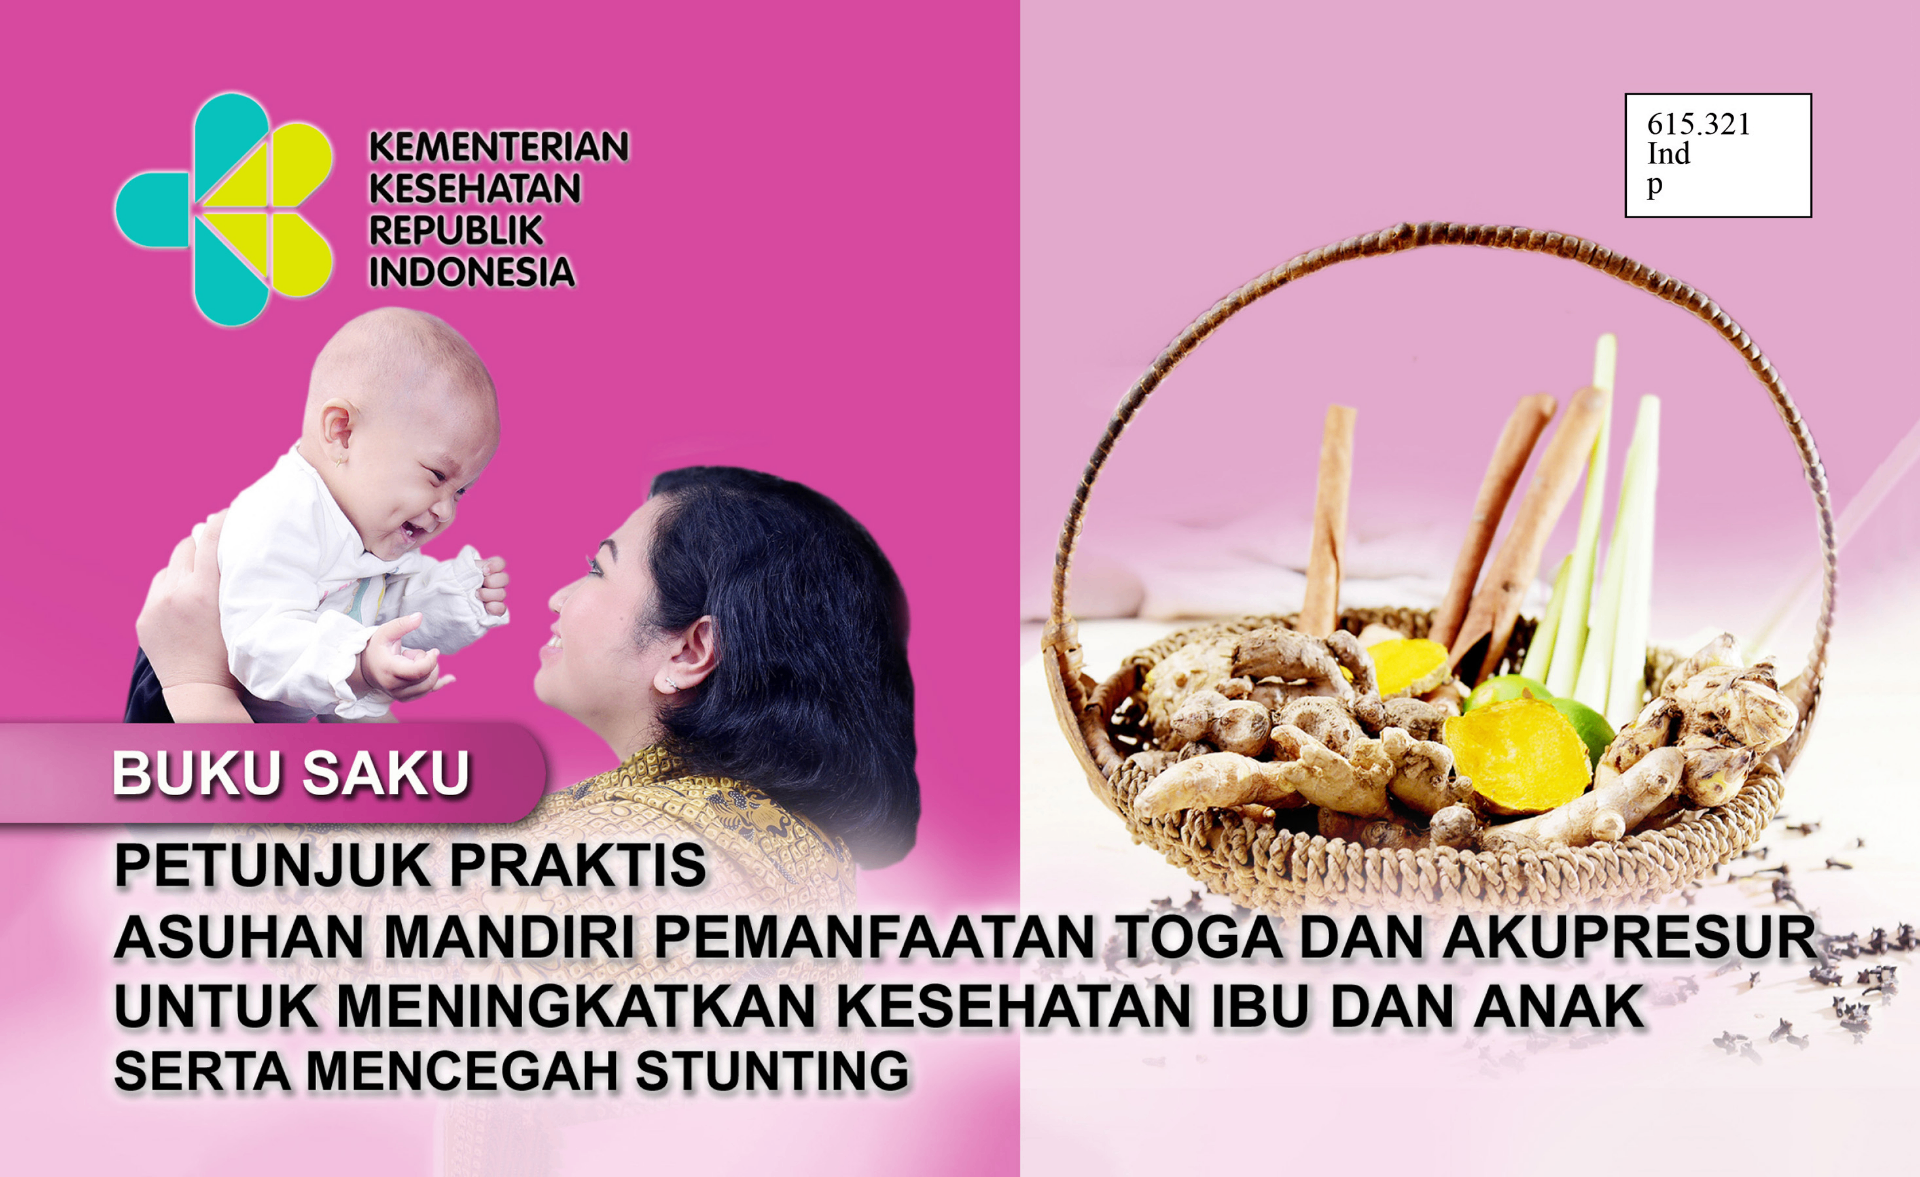 KEMENTERIAN
KESEHATAN
REPUBLIK
INDONESIA
615.321
Ind
p
BUKU SAKU
PETUNJUK PRAKTIS
ASUHAN MANDIRI PEMANFAATAN TOGA DAN AKUPRESUR
UNTUK MENINGKATKAN KESEHATAN IBU DAN ANAK
SERTA MENCEGAH STUNTING